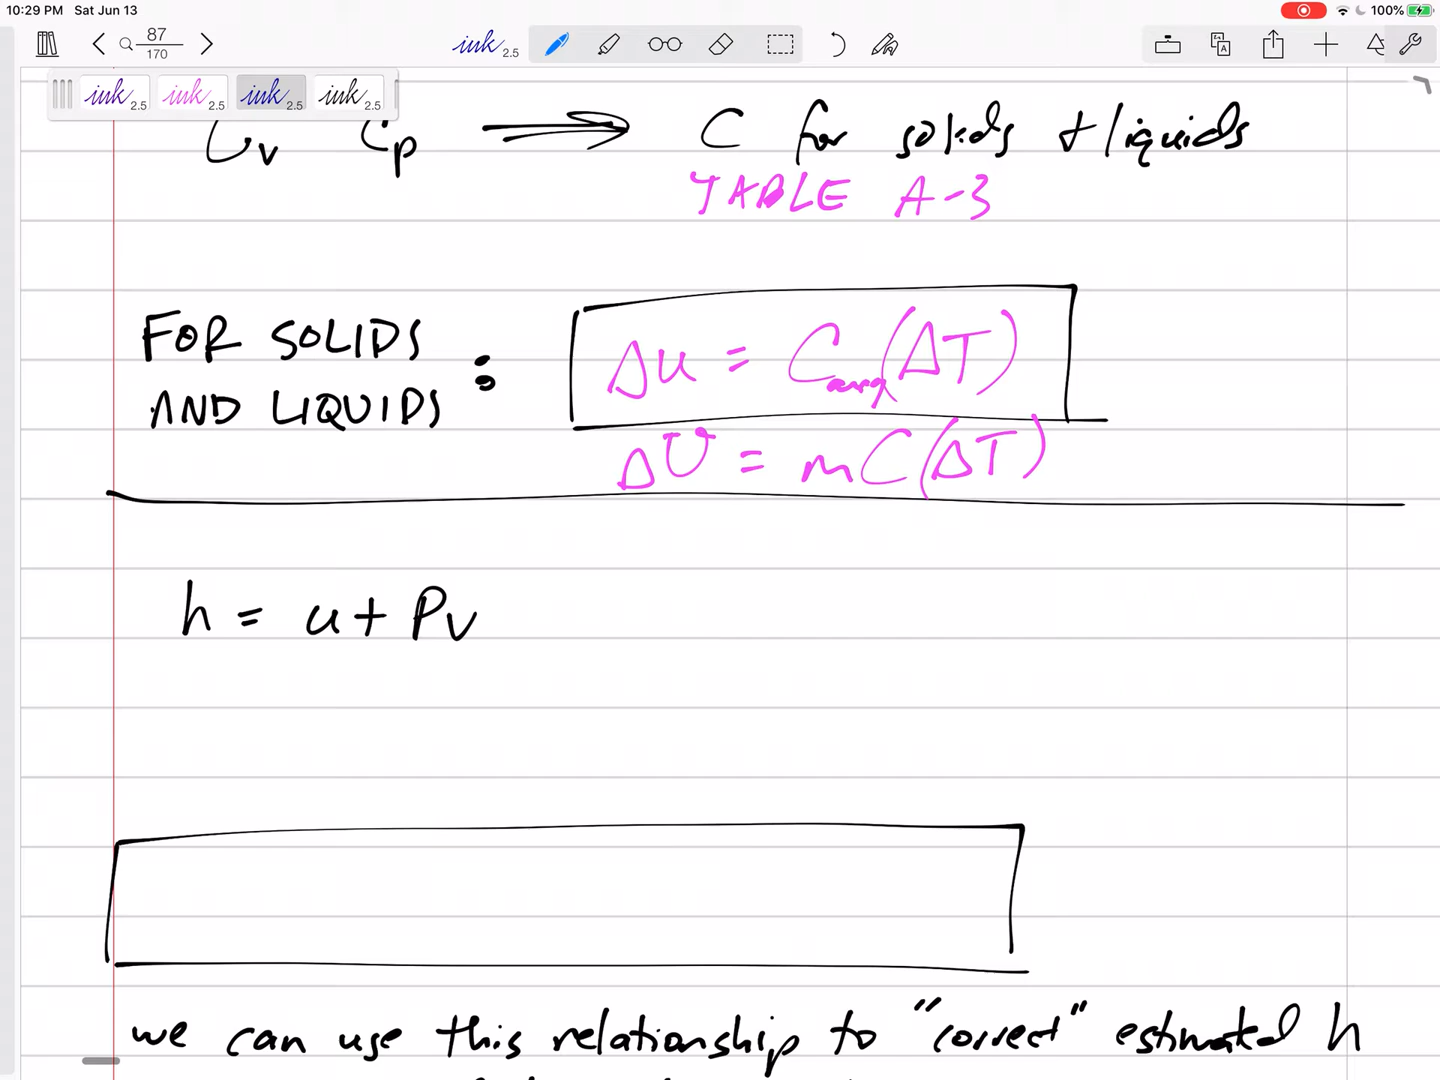 10:29 PM Sat Jun 13
100%
87
170
ink 2.5
ink 2.5 ink 2.5 ink 2.5 ink 2.5
Cv Cp ⟹ C for solids + liquids
TABLE A-3
FOR SOLIDS AND LIQUIDS :
Δu = Cavg(ΔT)
ΔU = mC(ΔT)
h = u + Pv
we can use this relationship to "correct" estimated h